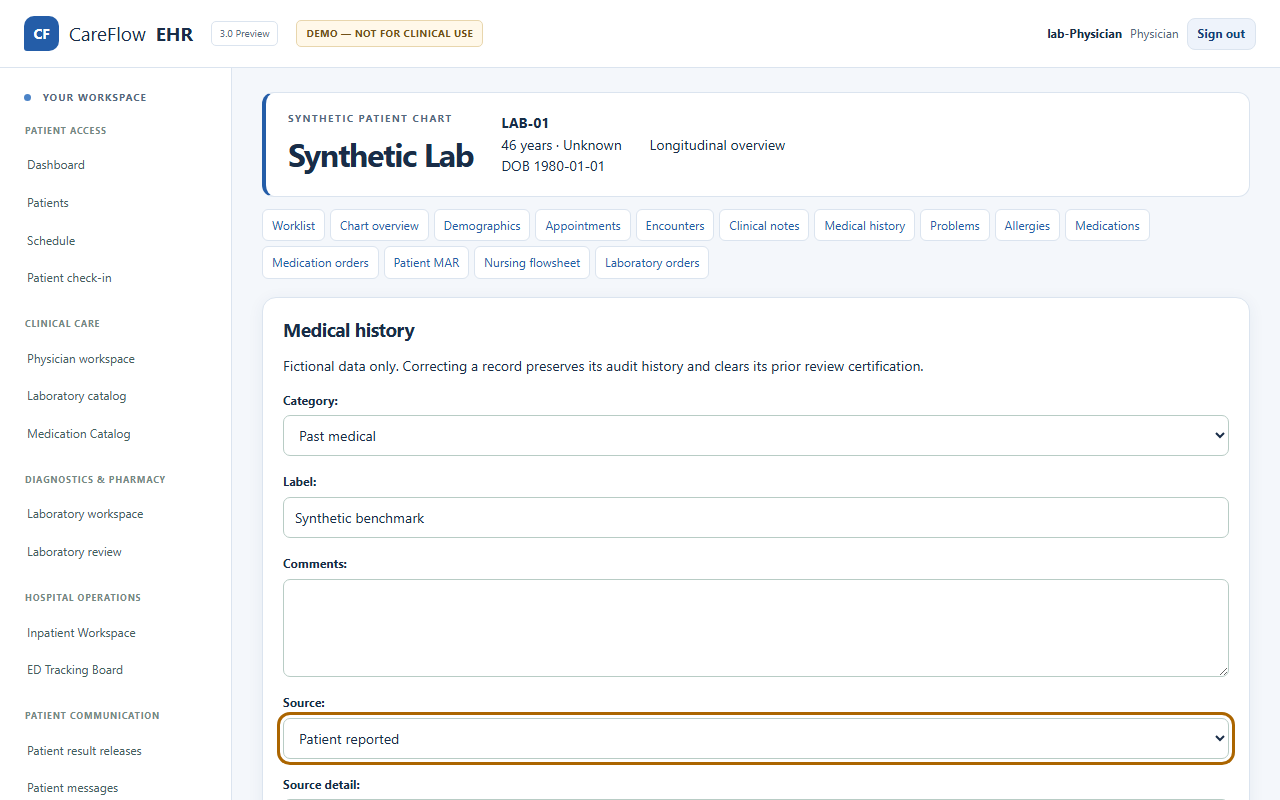 CF CareFlow EHR 3.0 Preview DEMO — NOT FOR CLINICAL USE lab-Physician Physician Sign out
YOUR WORKSPACE
PATIENT ACCESS
Dashboard
Patients
Schedule
Patient check-in
CLINICAL CARE
Physician workspace
Laboratory catalog
Medication Catalog
DIAGNOSTICS & PHARMACY
Laboratory workspace
Laboratory review
HOSPITAL OPERATIONS
Inpatient Workspace
ED Tracking Board
PATIENT COMMUNICATION
Patient result releases
Patient messages
SYNTHETIC PATIENT CHART
Synthetic Lab
LAB-01
46 years · Unknown Longitudinal overview
DOB 1980-01-01
Worklist Chart overview Demographics Appointments Encounters Clinical notes Medical history Problems Allergies Medications
Medication orders Patient MAR Nursing flowsheet Laboratory orders
Medical history
Fictional data only. Correcting a record preserves its audit history and clears its prior review certification.
Category:
Past medical
Label:
Synthetic benchmark
Comments:
Source:
Patient reported
Source detail: